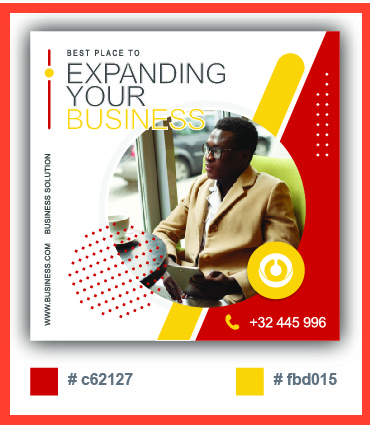 BEST PLACE TO
EXPANDING
YOUR
BUSINESS
WWW.BUSINESS.COM BUSINESS SOLUTION
+32 445 996
# c62127
# fbd015